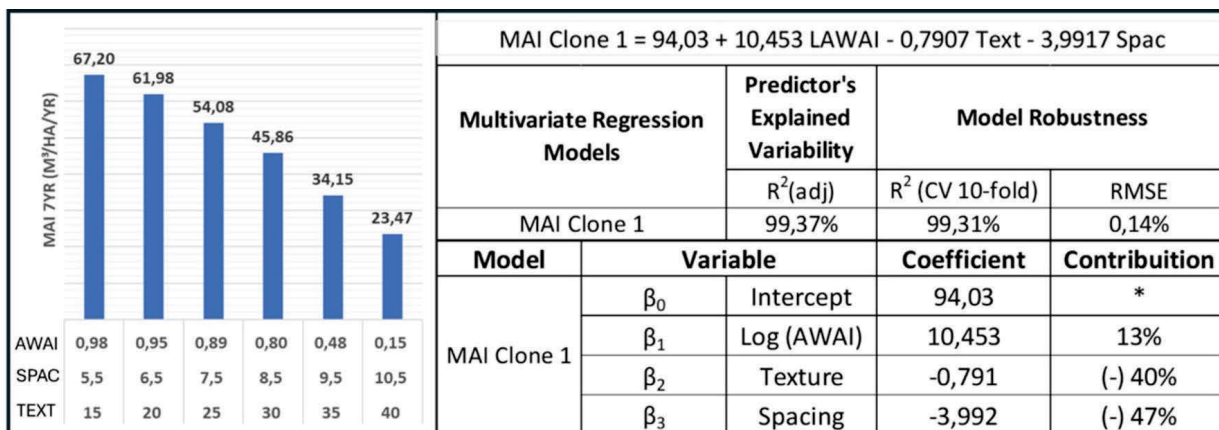 67,20
61,98
54,08
45,86
34,15
23,47
MAI 7YR (M³/HA/YR)
AWAI 0,98 0,95 0,89 0,80 0,48 0,15
SPAC 5,5 6,5 7,5 8,5 9,5 10,5
TEXT 15 20 25 30 35 40
MAI Clone 1 = 94,03 + 10,453 LAWAI - 0,7907 Text - 3,9917 Spac
Multivariate Regression
Models
Predictor's
Explained
Variability
Model Robustness
R²(adj) R² (CV 10-fold) RMSE
MAI Clone 1 99,37% 99,31% 0,14%
Model Variable Coefficient Contribuition
MAI Clone 1
β₀ Intercept 94,03 *
β₁ Log (AWAI) 10,453 13%
β₂ Texture -0,791 (-) 40%
β₃ Spacing -3,992 (-) 47%